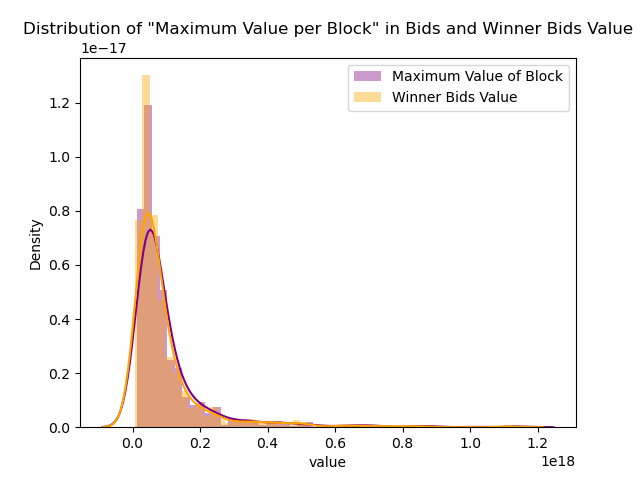 Distribution of "Maximum Value per Block" in Bids and Winner Bids Value
1e−17
Maximum Value of Block
Winner Bids Value
1.2
1.0
0.8
0.6
0.4
0.2
0.0
Density
0.0 0.2 0.4 0.6 0.8 1.0 1.2
value
1e18